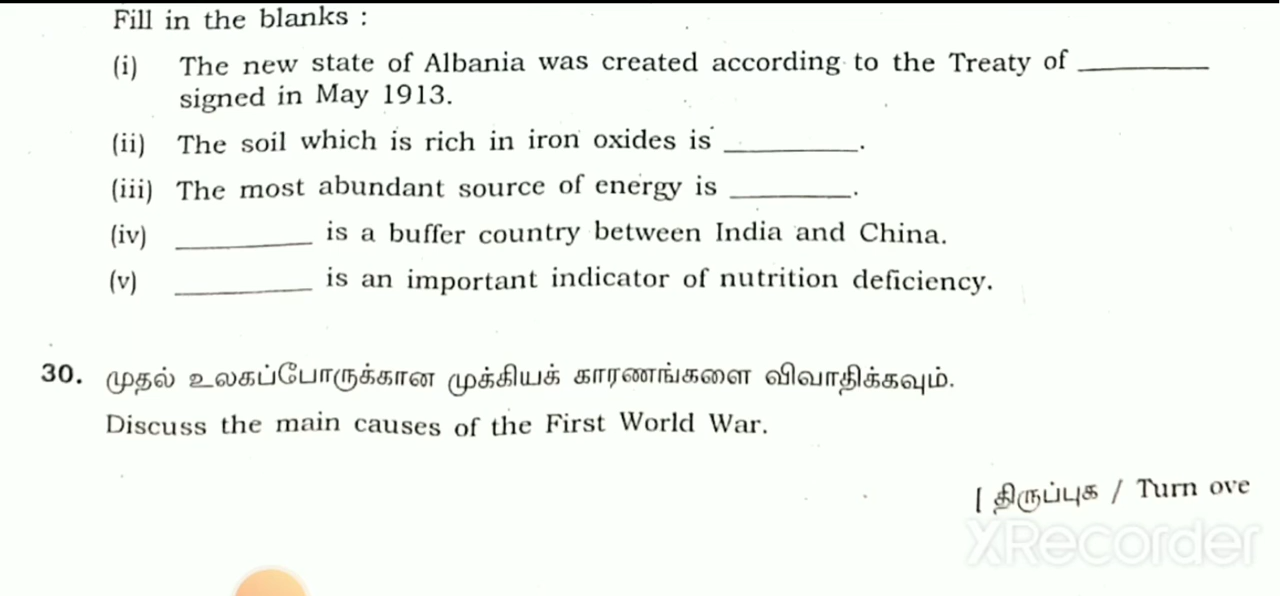 Fill in the blanks :
(i) The new state of Albania was created according to the Treaty of ________
signed in May 1913.
(ii) The soil which is rich in iron oxides is ________.
(iii) The most abundant source of energy is ________.
(iv) ________ is a buffer country between India and China.
(v) ________ is an important indicator of nutrition deficiency.
30. முதல் உலகப்போருக்கான முக்கியக் காரணங்களை விவாதிக்கவும்.
Discuss the main causes of the First World War.
[ திருப்புக / Turn ove
XRecorder